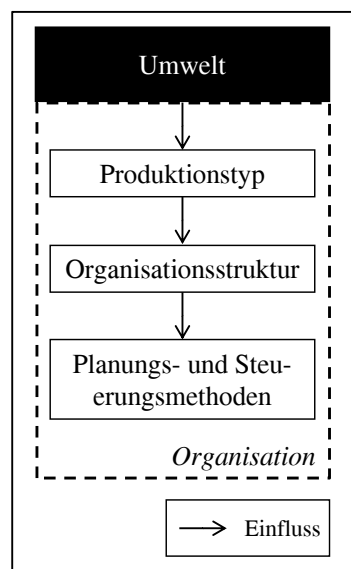 Umwelt
Produktionstyp
Organisationsstruktur
Planungs- und Steu-
erungsmethoden
Organisation
Einfluss